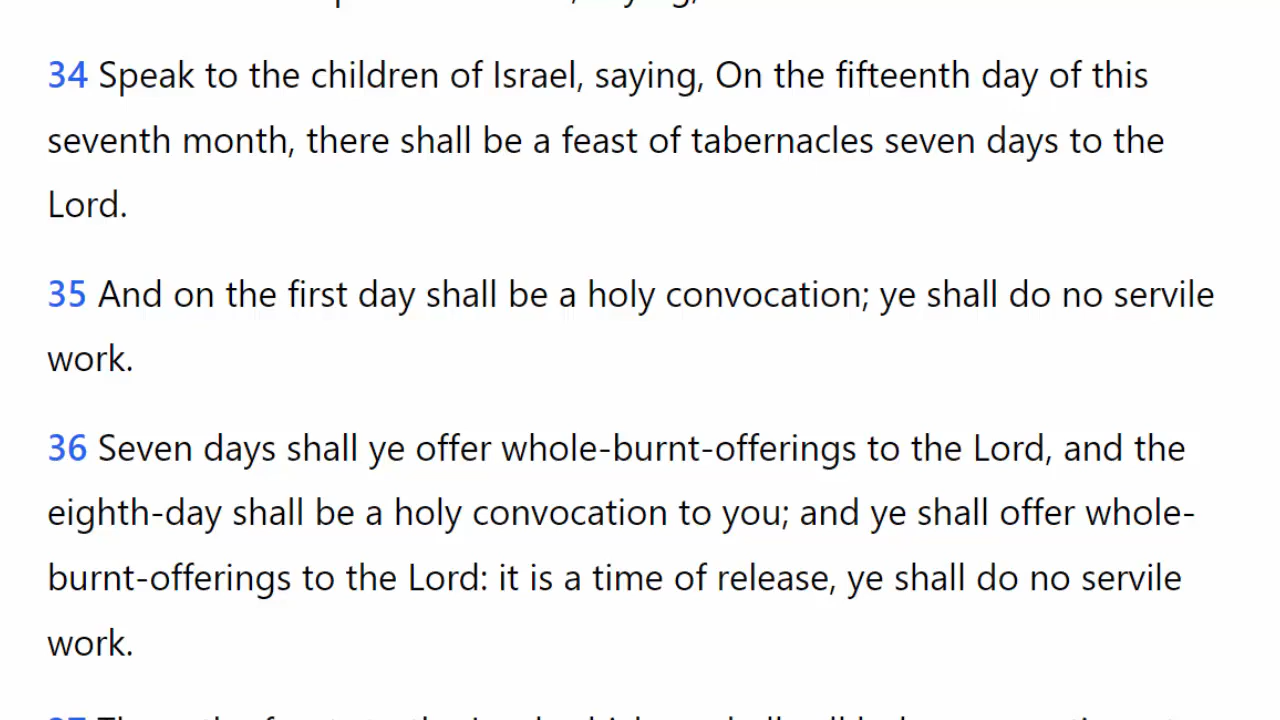 34 Speak to the children of Israel, saying, On the fifteenth day of this
seventh month, there shall be a feast of tabernacles seven days to the
Lord.
35 And on the first day shall be a holy convocation; ye shall do no servile
work.
36 Seven days shall ye offer whole-burnt-offerings to the Lord, and the
eighth-day shall be a holy convocation to you; and ye shall offer whole-
burnt-offerings to the Lord: it is a time of release, ye shall do no servile
work.